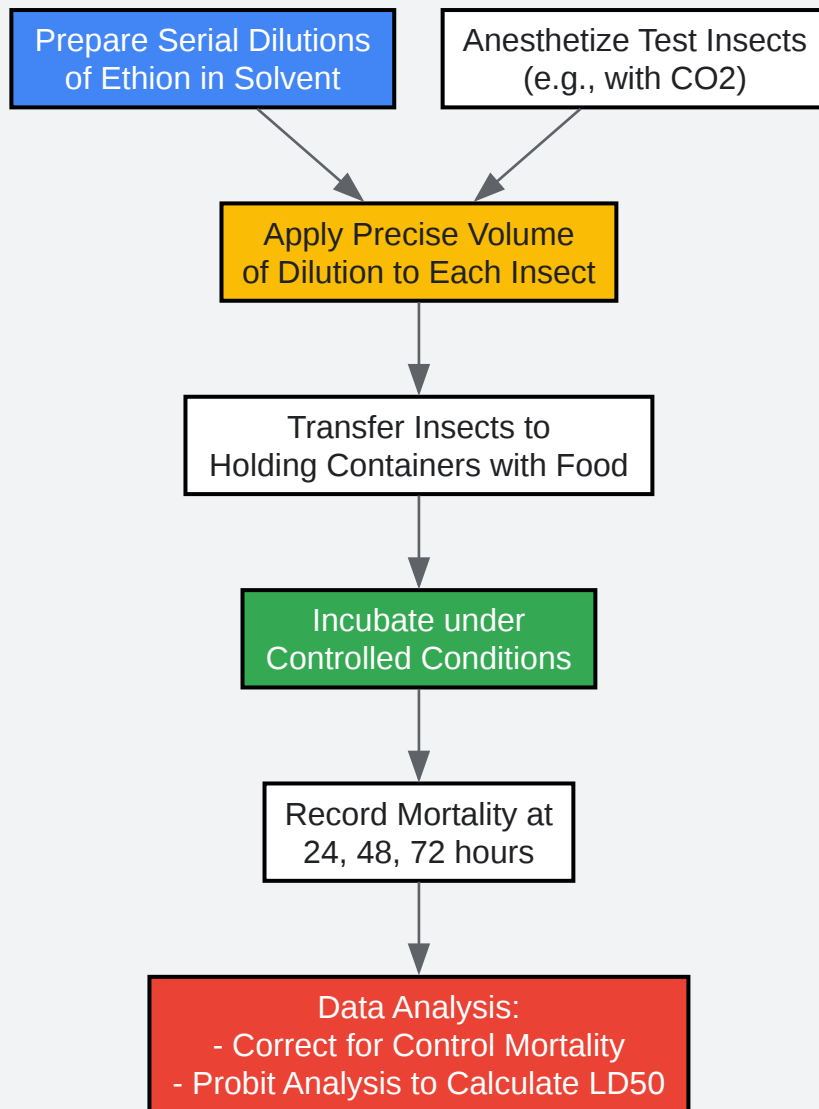 Prepare Serial Dilutions
of Ethion in Solvent
Anesthetize Test Insects
(e.g., with CO2)
Apply Precise Volume
of Dilution to Each Insect
Transfer Insects to
Holding Containers with Food
Incubate under
Controlled Conditions
Record Mortality at
24, 48, 72 hours
Data Analysis:
- Correct for Control Mortality
- Probit Analysis to Calculate LD50